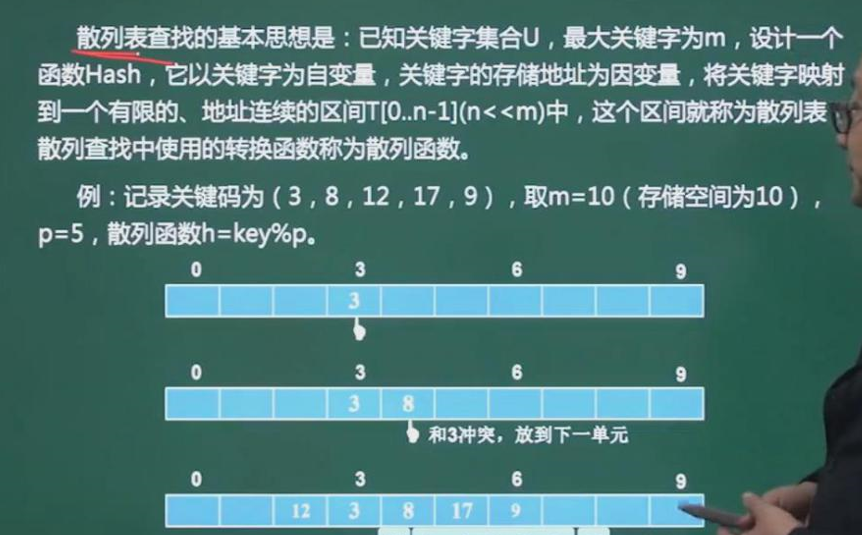 散列表查找的基本思想是：已知关键字集合U，最大关键字为m，设计一个
函数Hash，它以关键字为自变量，关键字的存储地址为因变量，将关键字映射
到一个有限的、地址连续的区间T[0..n-1](n<<m)中，这个区间就称为散列表
散列查找中使用的转换函数称为散列函数。
例：记录关键码为（3，8，12，17，9），取m=10（存储空间为10），
p=5，散列函数h=key%p。
0 3 6 9
3
0 3 6 9
3 8
和3冲突，放到下一单元
0 3 6 9
12 3 8 17 9